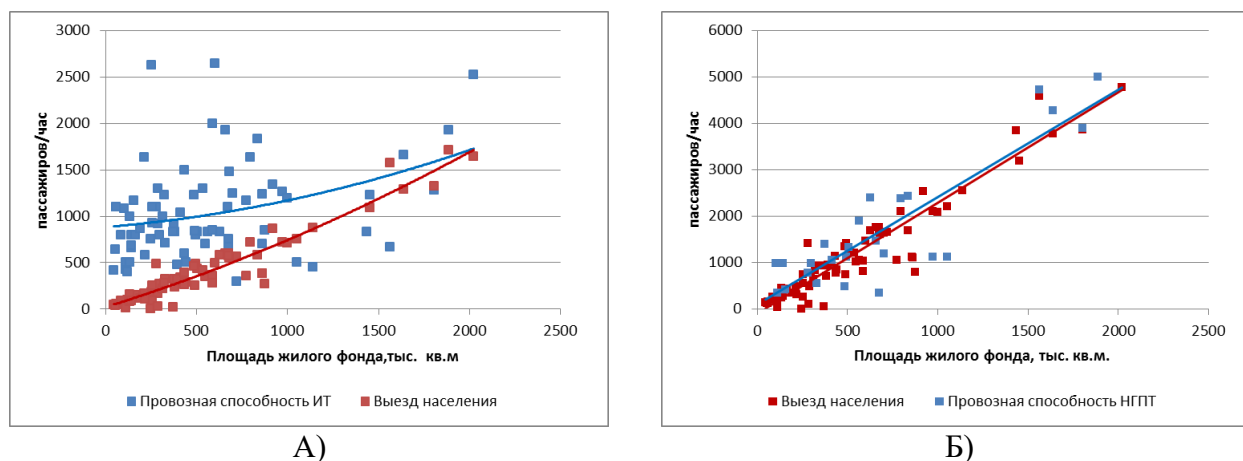 3000
2500
2000
1500
1000
500
0
пассажиров/час
0 500 1000 1500 2000 2500
Площадь жилого фонда,тыс. кв.м
Провозная способность ИТ Выезд населения
А)
6000
5000
4000
3000
2000
1000
0
пассажиров/час
0 500 1000 1500 2000 2500
Площадь жилого фонда, тыс. кв.м.
Выезд населения Провозная способность НГПТ
Б)